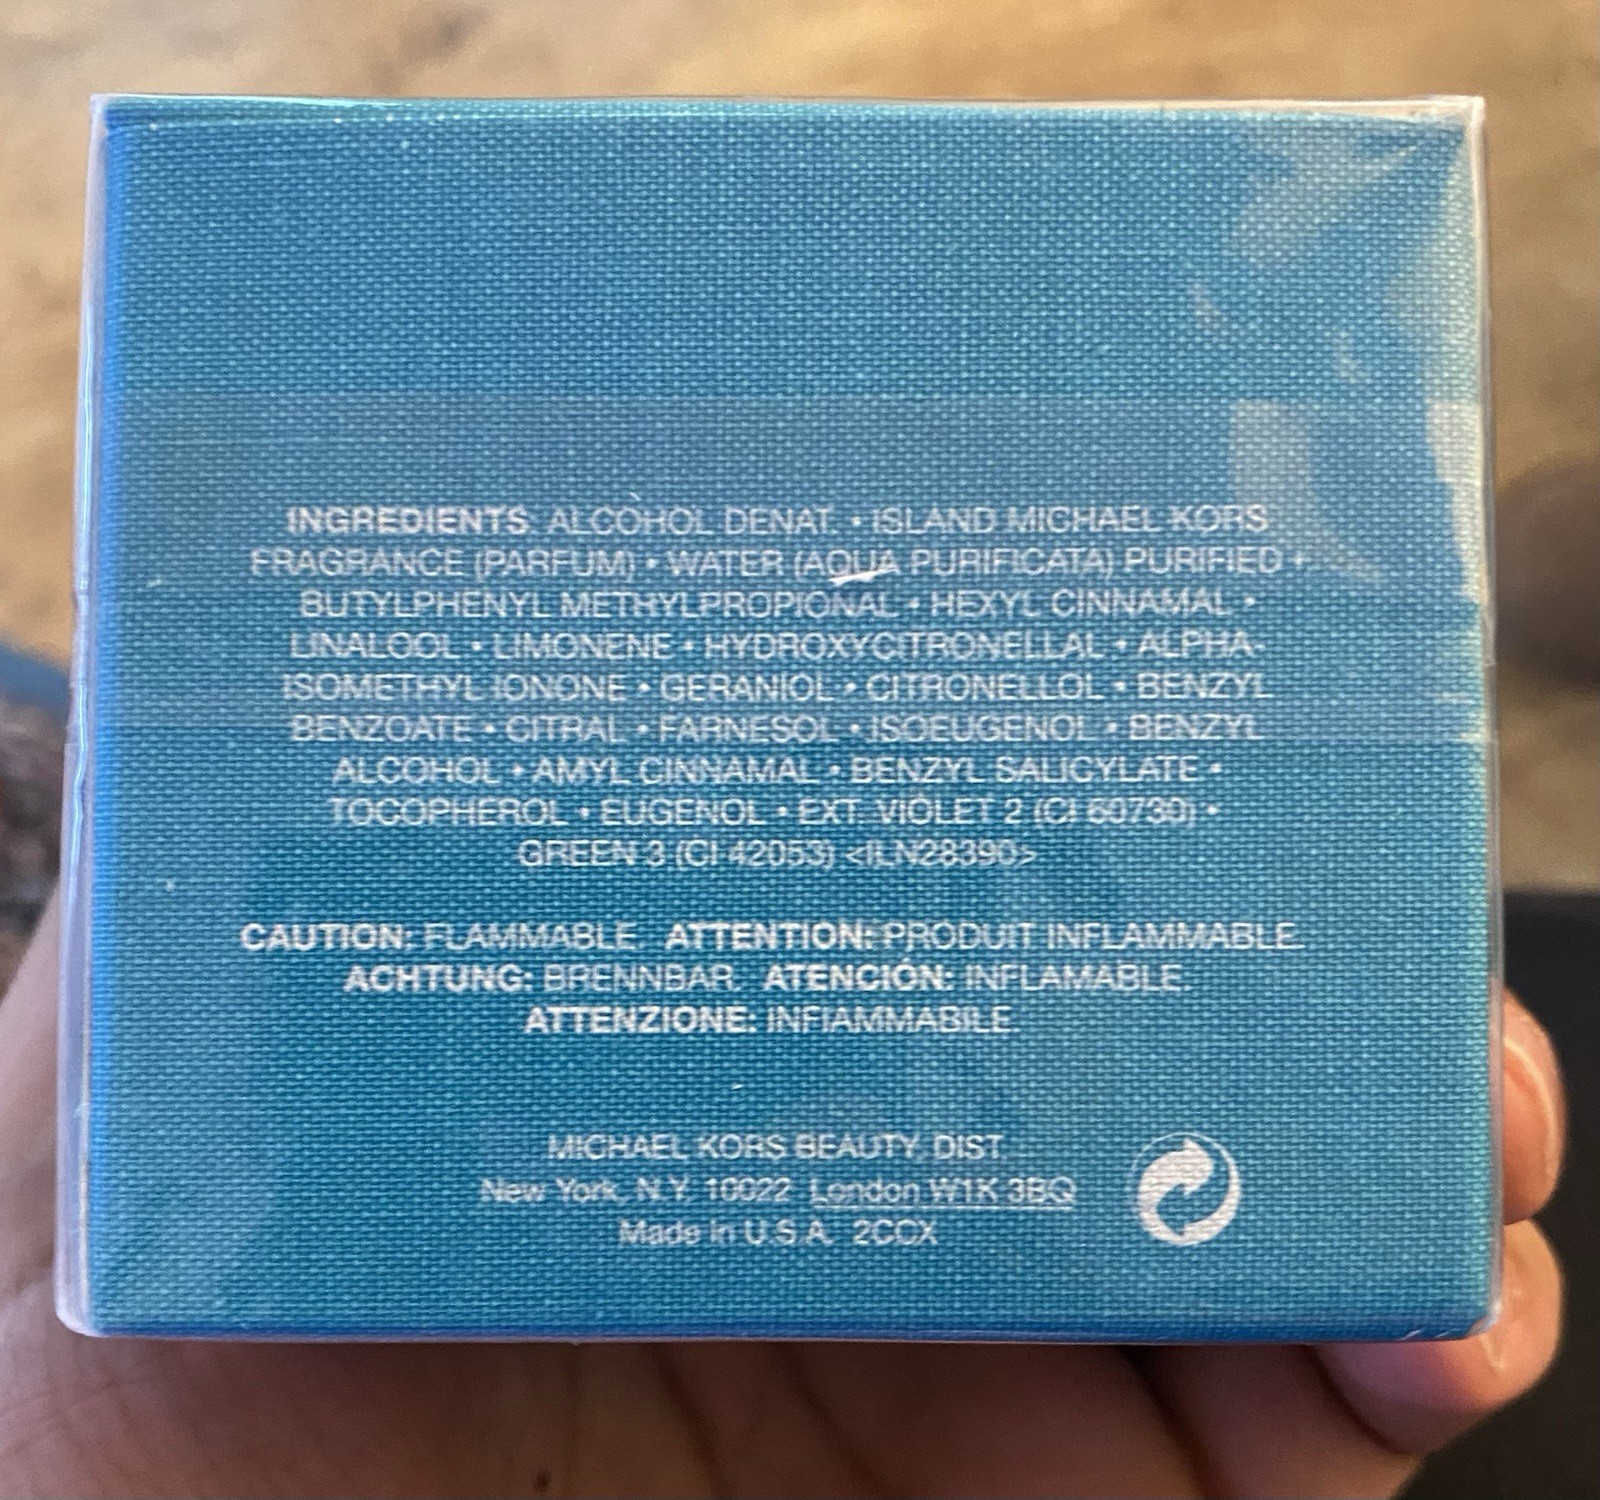 INGREDIENTS: ALCOHOL DENAT. • ISLAND MICHAEL KORS
FRAGRANCE (PARFUM) • WATER (AQUA PURIFICATA) PURIFIED •
BUTYLPHENYL METHYLPROPIONAL • HEXYL CINNAMAL •
LINALOOL • LIMONENE • HYDROXYCITRONELLAL • ALPHA-
ISOMETHYL IONONE • GERANIOL • CITRONELLOL • BENZYL
BENZOATE • CITRAL • FARNESOL • ISOEUGENOL • BENZYL
ALCOHOL • AMYL CINNAMAL • BENZYL SALICYLATE •
TOCOPHEROL • EUGENOL • EXT. VIOLET 2 (CI 60730) •
GREEN 3 (CI 42053) <ILN28390>
CAUTION: FLAMMABLE. ATTENTION: PRODUIT INFLAMMABLE.
ACHTUNG: BRENNBAR. ATENCIÓN: INFLAMABLE.
ATTENZIONE: INFIAMMABILE.
MICHAEL KORS BEAUTY, DIST.
New York, N.Y. 10022 London W1K 3BQ
Made in U.S.A. 2CCX